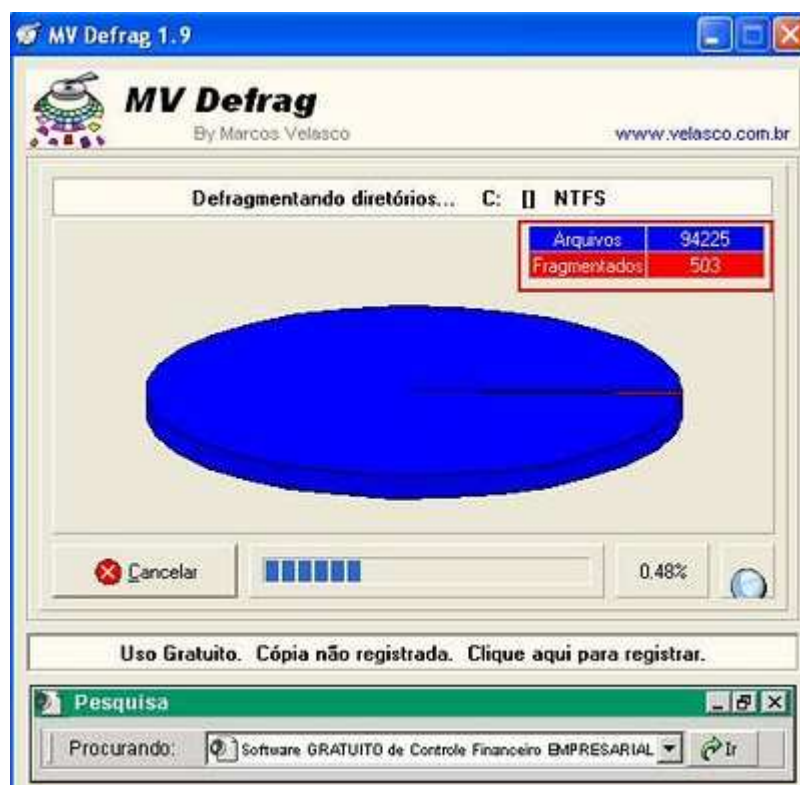 MV Defrag 1.9
MV Defrag
By Marcos Velasco
www.velasco.com.br
Defragmentando diretórios... C: [] NTFS
Arquivos 94225
Fragmentados 503
Cancelar
0.48%
Uso Gratuito. Cópia não registrada. Clique aqui para registrar.
Pesquisa
Procurando: Software GRATUITO de Controle Financeiro EMPRESARIAL Ir